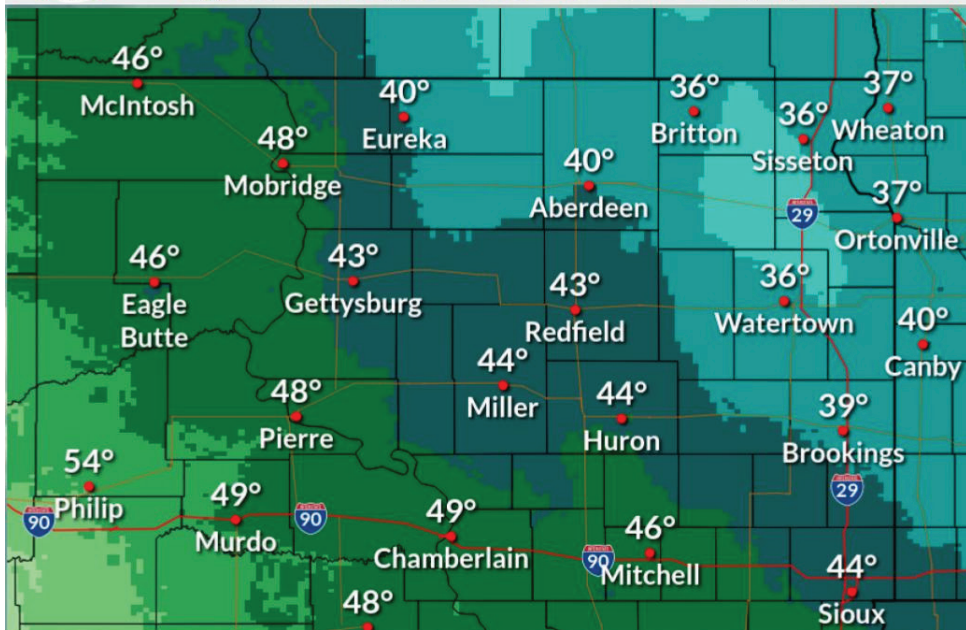 46°
McIntosh
40°
Eureka
36°
Britton
36°
Sisseton
37°
Wheaton
48°
Mobridge
40°
Aberdeen
29
37°
Ortonville
46°
Eagle
Butte
43°
Gettysburg
43°
Redfield
36°
Watertown
40°
Canby
48°
Pierre
44°
Miller
44°
Huron
39°
Brookings
29
54°
Philip
90
49°
Murdo
90
49°
Chamberlain
90
46°
Mitchell
44°
Sioux
48°